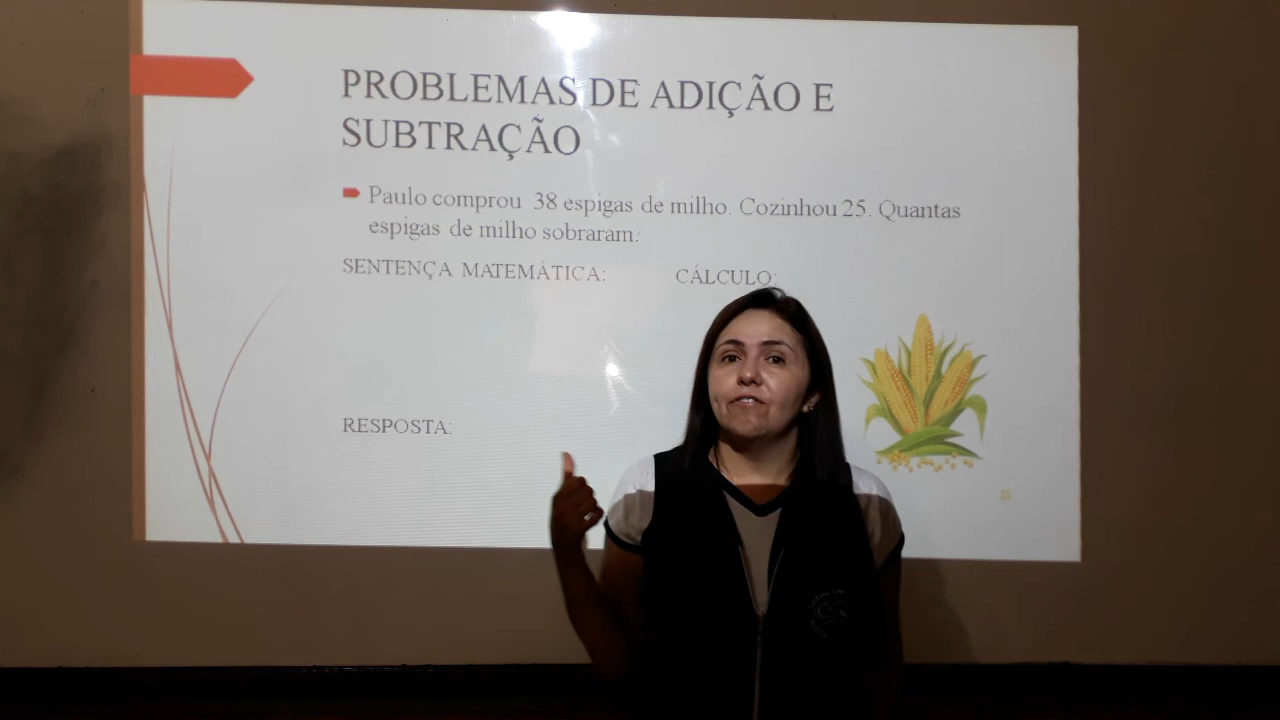 PROBLEMAS DE ADIÇÃO E
SUBTRAÇÃO
Paulo comprou 38 espigas de milho. Cozinhou 25. Quantas
espigas de milho sobraram.
SENTENÇA MATEMÁTICA: CÁLCULO:
RESPOSTA: